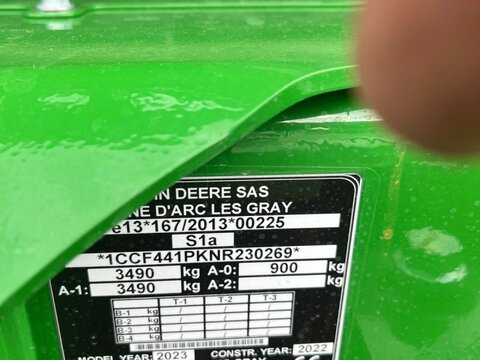 IN DEERE SAS
NE D'ARC LES GRAY
e13*167/2013*00225
S1a
*1CCF441PKNR230269*
3490 kg A-0: 900 kg
A-1: 3490 kg A-2: kg
T-1 T-2 T-3
B-1 kg / / /
B-2 kg / / /
B-3 kg / / /
B-4 kg / / /
MODEL YEAR: 2023 CONSTR. YEAR: 2022